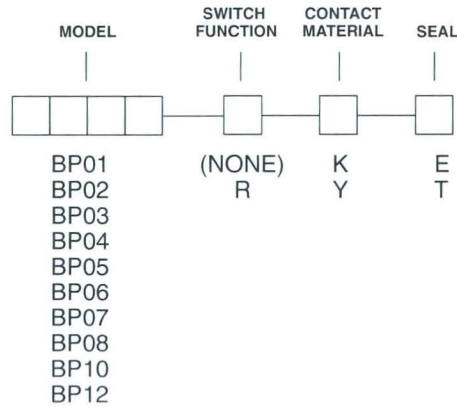 MODEL SWITCH FUNCTION CONTACT MATERIAL SEAL
BP01 (NONE) K E
BP02 R Y T
BP03
BP04
BP05
BP06
BP07
BP08
BP10
BP12